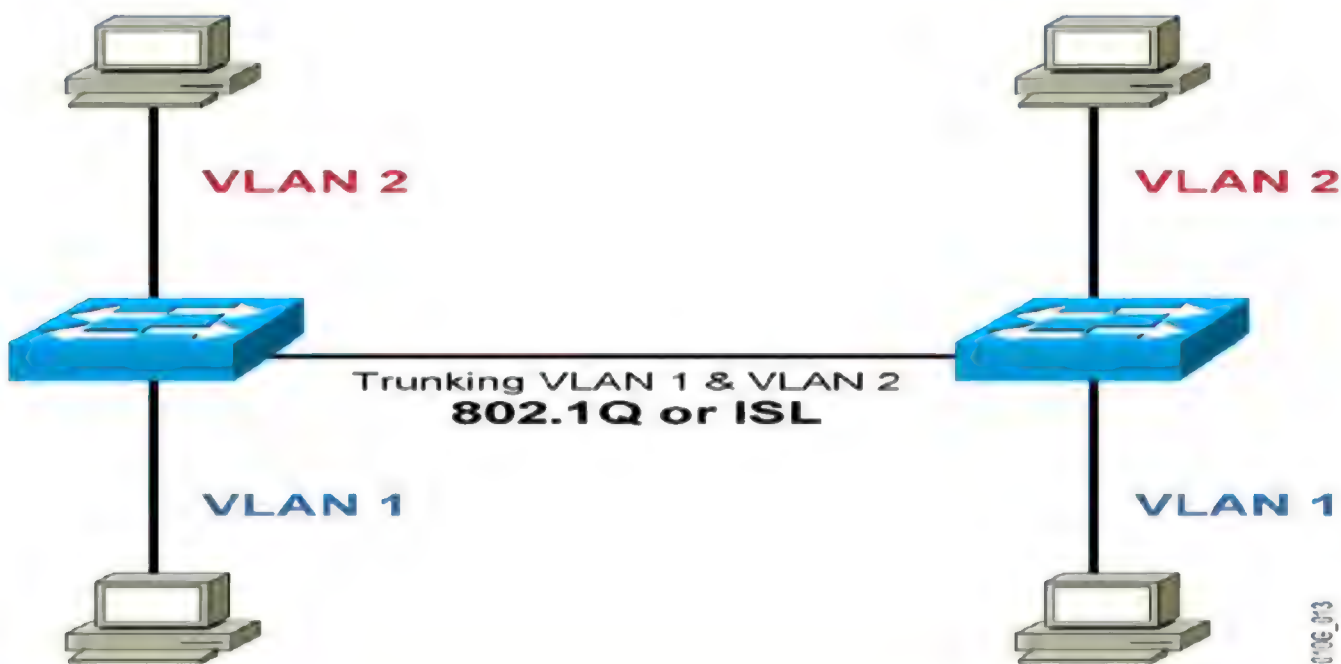 VLAN 2
VLAN 2
Trunking VLAN 1 & VLAN 2
802.1Q or ISL
VLAN 1
VLAN 1